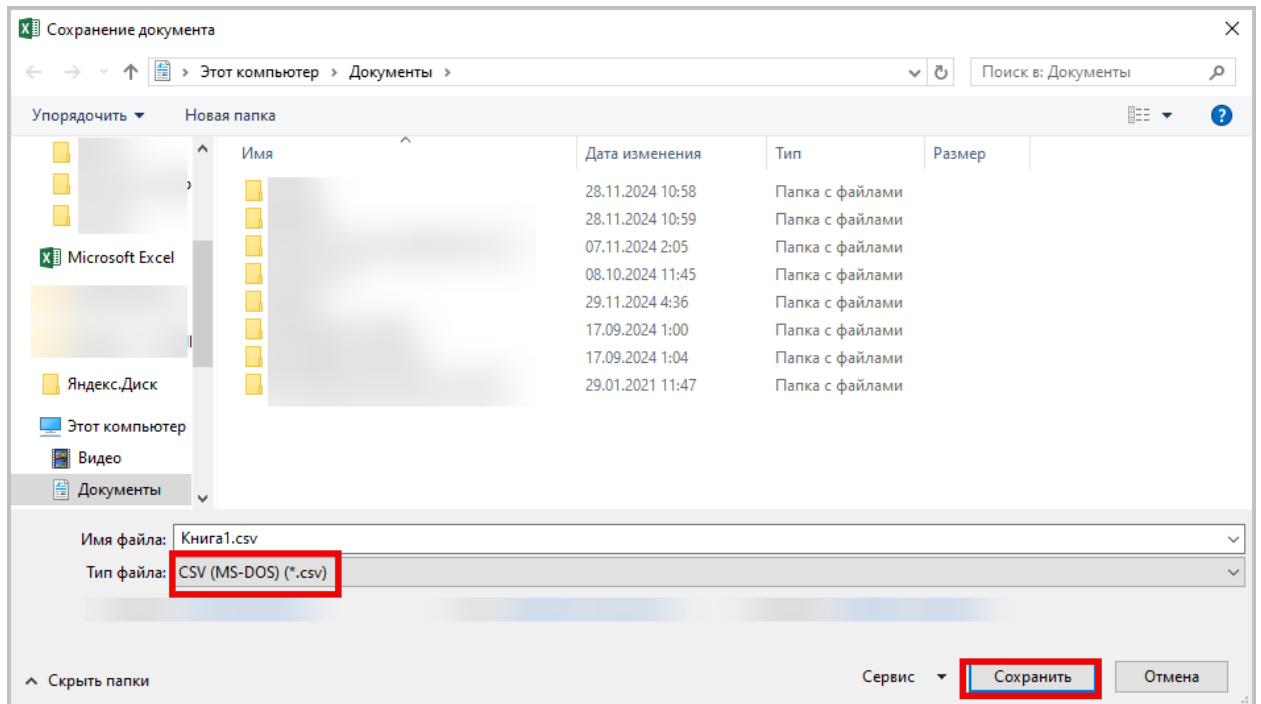 Сохранение документа
Этот компьютер > Документы >
Поиск в: Документы
Упорядочить
Новая папка
Имя
Дата изменения
Тип
Размер
28.11.2024 10:58 Папка с файлами
28.11.2024 10:59 Папка с файлами
07.11.2024 2:05 Папка с файлами
08.10.2024 11:45 Папка с файлами
29.11.2024 4:36 Папка с файлами
17.09.2024 1:00 Папка с файлами
17.09.2024 1:04 Папка с файлами
29.01.2021 11:47 Папка с файлами
Microsoft Excel
Яндекс.Диск
Этот компьютер
Видео
Документы
Имя файла: Книга1.csv
Тип файла: CSV (MS-DOS) (*.csv)
Скрыть папки
Сервис
Сохранить
Отмена